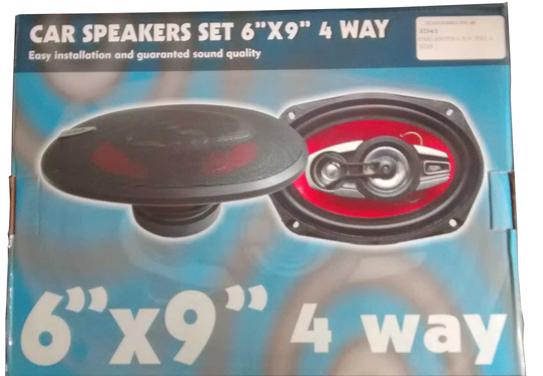 CAR SPEAKERS SET 6”X9” 4 WAY
Easy installation and guaranted sound quality
6”x9” 4 way